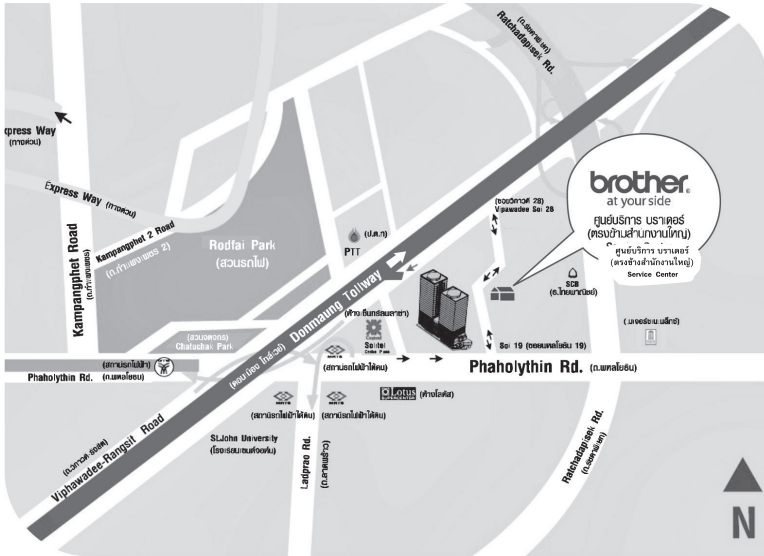 (ถ.รัชดาภิเษก)
Ratchadapisek Rd.
xpress Way
(ทางด่วน)
Express Way (ทางด่วน)
Kampangphet 2 Road
(ถ.กำแพงเพชร 2)
Kampangphet Road
(ถ.กำแพงเพชร)
Rodfai Park
(สวนรถไฟ)
(ป.ต.ท)
PTT
(ซอยวิภาวดี 28)
Vipawadee Soi 28
brother
at your side
ศูนย์บริการ บราเดอร์
(ตรงข้ามสำนักงานใหญ่)
ศูนย์บริการ บราเดอร์
(ตรงข้างสำนักงานใหญ่)
Service Center
SCB
(ธ.ไทยพาณิชย์)
Donmaung Tollway
(ดอนเมือง โทล์เวย์)
(ห้างเซ็นทรัลลาดพร้าว)
(สวนจตุจักร)
Chatuchak Park
MRTS
(สถานีรถไฟฟ้าใต้ดิน)
Soi 19 (ซอยพหลโยธิน 19)
(สถานีรถไฟฟ้า)
Phaholythin Rd. (ถ.พหลโยธิน)
Phaholythin Rd. (ถ.พหลโยธิน)
MRTS
(สถานีรถไฟฟ้าใต้ดิน)
MRTS
(สถานีรถไฟฟ้าใต้ดิน)
Lotus
SUPERCENTER
(ห้างโลตัส)
St.John University
(โรงเรียนเซนต์จอห์น)
Ladprao Rd.
(ถ.ลาดพร้าว)
Viphawadee-Rangsit Road
Ratchadapisek Rd.
(ถ.รัชดาภิเษก)
N